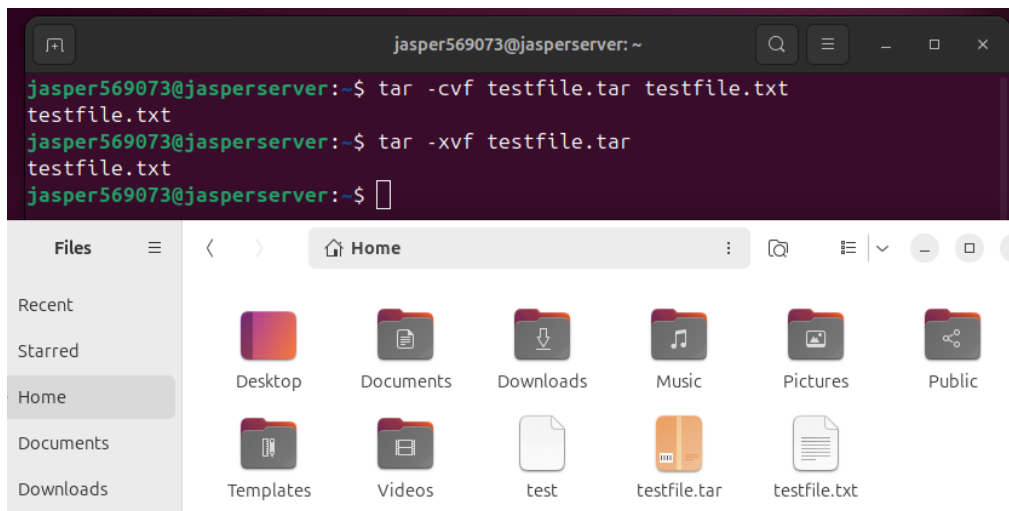 jasper569073@jasperserver: ~
jasper569073@jasperserver:~$ tar -cvf testfile.tar testfile.txt
testfile.txt
jasper569073@jasperserver:~$ tar -xvf testfile.tar
testfile.txt
jasper569073@jasperserver:~$
Files
Home
Recent
Starred
Home
Documents
Downloads
Desktop Documents Downloads Music Pictures Public
Templates Videos test testfile.tar testfile.txt